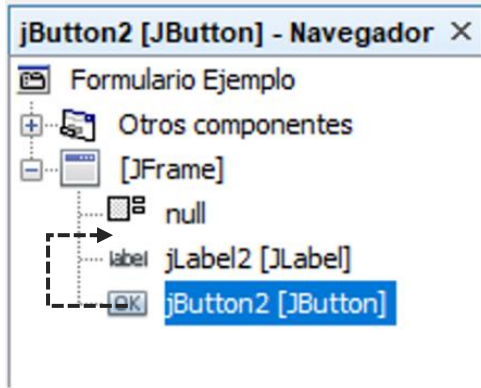 jButton2 [JButton] - Navegador ×
Formulario Ejemplo
Otros componentes
[JFrame]
null
label jLabel2 [JLabel]
OK jButton2 [JButton]